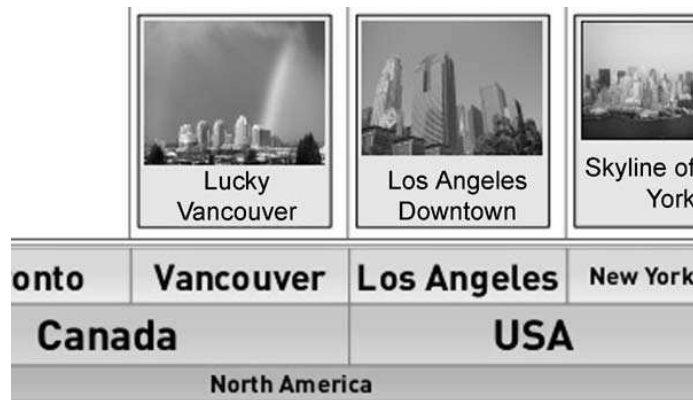 Lucky
Vancouver
Los Angeles
Downtown
Skyline of
York
onto
Vancouver
Los Angeles
New York
Canada
USA
North America